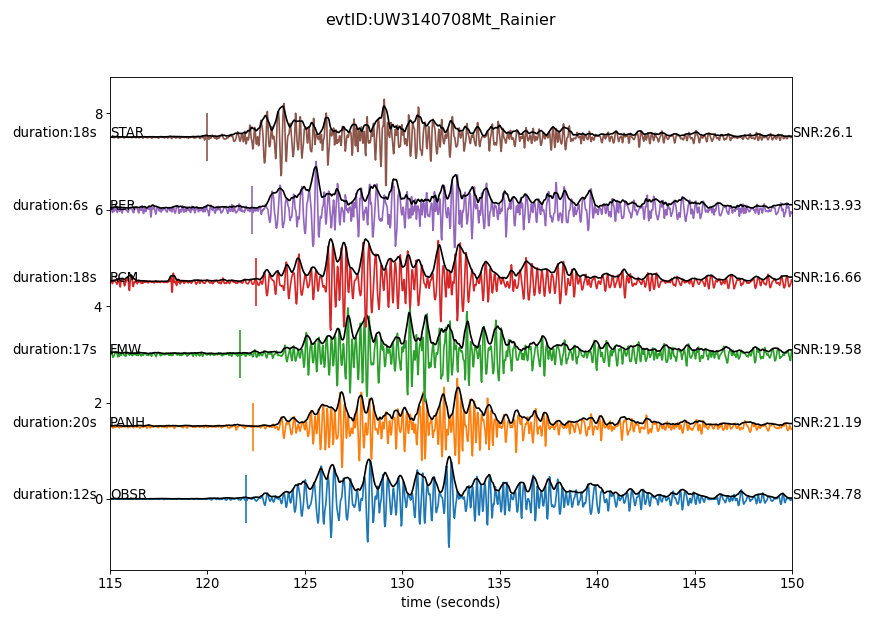 evtID:UW3140708Mt_Rainier
8
duration:18s STAR SNR:26.1
duration:6s RER SNR:13.93
6
duration:18s RCM SNR:16.66
4
duration:17s FMW SNR:19.58
2
duration:20s PANH SNR:21.19
duration:12s OBSR SNR:34.78
0
115 120 125 130 135 140 145 150
time (seconds)